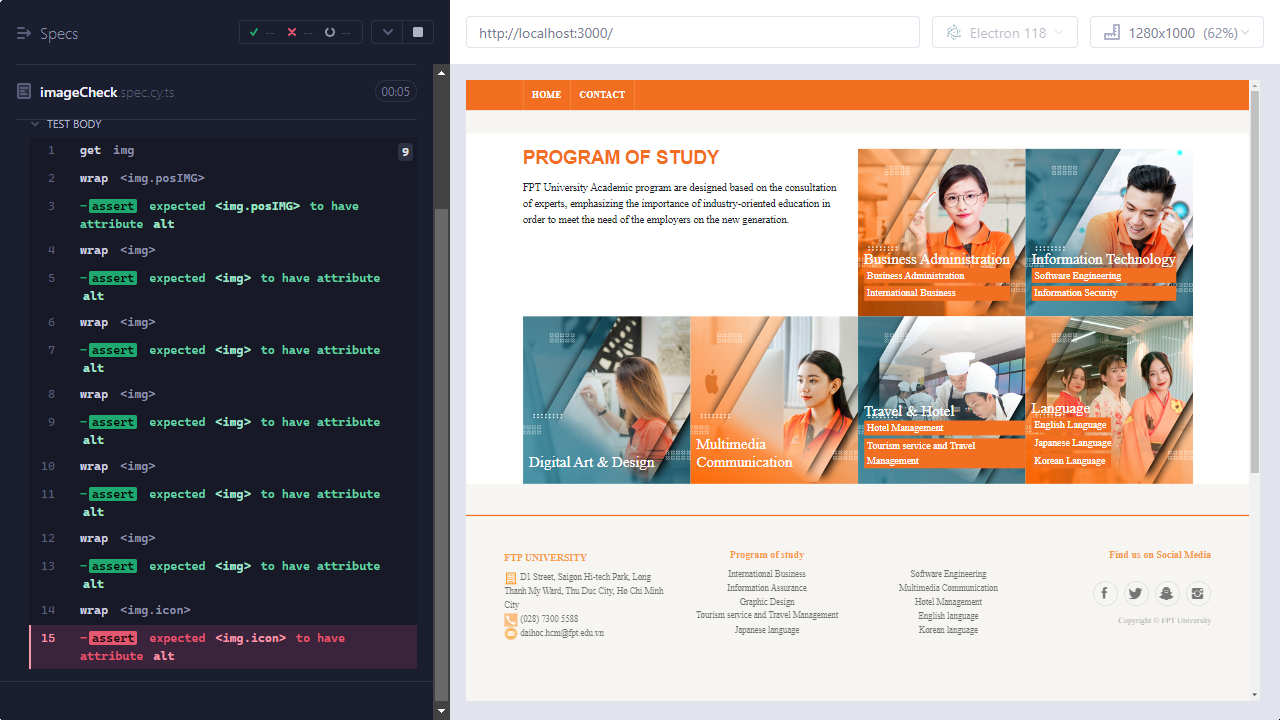 Specs
-- -- --
imageCheck.spec.cy.ts
00:05
TEST BODY
1 get img 9
2 wrap <img.posIMG>
3 -assert expected <img.posIMG> to have
attribute alt
4 wrap <img>
5 -assert expected <img> to have attribute
alt
6 wrap <img>
7 -assert expected <img> to have attribute
alt
8 wrap <img>
9 -assert expected <img> to have attribute
alt
10 wrap <img>
11 -assert expected <img> to have attribute
alt
12 wrap <img>
13 -assert expected <img> to have attribute
alt
14 wrap <img.icon>
15 -assert expected <img.icon> to have
attribute alt
http://localhost:3000/
Electron 118
1280x1000 (62%)
HOME CONTACT
PROGRAM OF STUDY
FPT University Academic program are designed based on the consultation
of experts, emphasizing the importance of industry-oriented education in
order to meet the need of the employers on the new generation.
Business Administration
Business Administration
International Business
Information Technology
Software Engineering
Information Security
Digital Art & Design
Multimedia
Communication
Travel & Hotel
Hotel Management
Tourism service and Travel
Management
Language
English Language
Japanese Language
Korean Language
FTP UNIVERSITY
D1 Street, Saigon Hi-tech Park, Long
Thanh My Ward, Thu Duc City, Ho Chi Minh
City
(028) 7300 5588
daihoc.hcm@fpt.edu.vn
Program of study
International Business
Information Assurance
Graphic Design
Tourism service and Travel Management
Japanese language
Software Engineering
Multimedia Communication
Hotel Management
English language
Korean language
Find us on Social Media
Copyright © FPT University